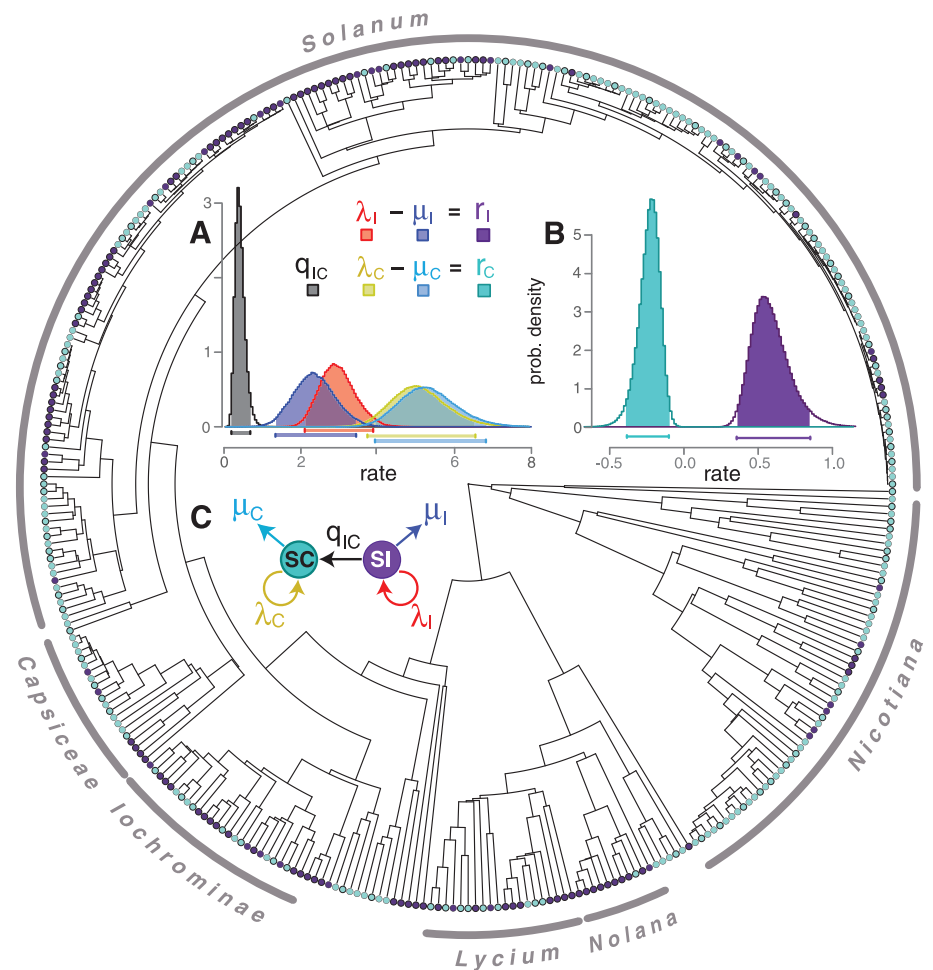 Solanum
A
λI − μI = rI
qIC
λC − μC = rC
3
1
0
0
2
6
8
rate
B
prob. density
5
4
3
2
1
0
-0.5
0.0
0.5
1.0
rate
C
μC
qIC
μI
SC
SI
λC
λI
Capsiceae
Iochrominae
Lycium
Nolana
Nicotiana